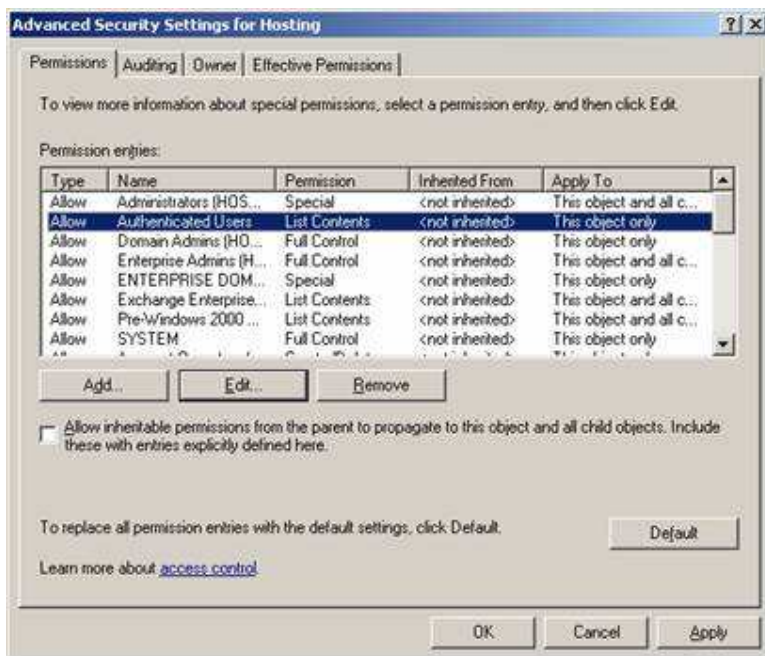 Advanced Security Settings for Hosting
Permissions Auditing Owner Effective Permissions
To view more information about special permissions, select a permission entry, and then click Edit.
Permission entries:
Type Name Permission Inherited From Apply To
Allow Administrators (HOS... Special <not inherited> This object and all c...
Allow Authenticated Users List Contents <not inherited> This object only
Allow Domain Admins (HO... Full Control <not inherited> This object only
Allow Enterprise Admins (H... Full Control <not inherited> This object and all c...
Allow ENTERPRISE DOM... Special <not inherited> This object only
Allow Exchange Enterprise... List Contents <not inherited> This object and all c...
Allow Pre-Windows 2000 ... List Contents <not inherited> This object and all c...
Allow SYSTEM Full Control <not inherited> This object only
Add... Edit... Remove
Allow inheritable permissions from the parent to propagate to this object and all child objects. Include
these with entries explicitly defined here.
To replace all permission entries with the default settings, click Default.
Default
Learn more about access control.
OK Cancel Apply